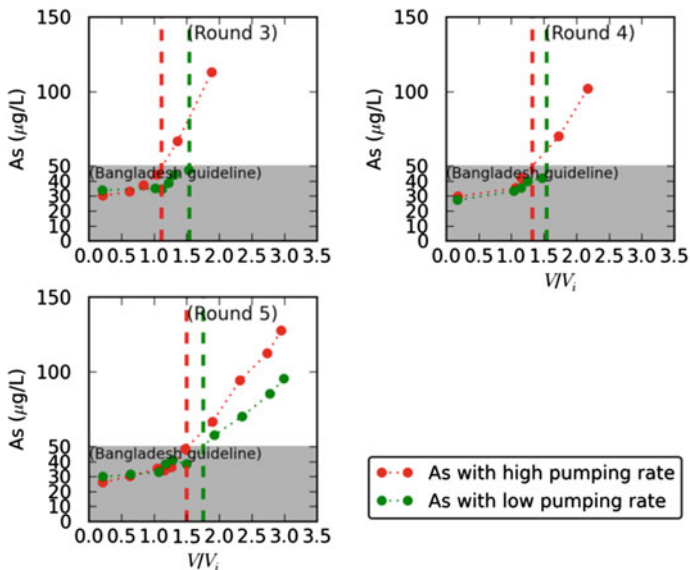 (Round 3)
150
100
50
40
30
20
10
0
As (μg/L)
(Bangladesh guideline)
0.0 0.5 1.0 1.5 2.0 2.5 3.0 3.5
(Round 4)
150
100
50
40
30
20
10
0
As (μg/L)
(Bangladesh guideline)
0.0 0.5 1.0 1.5 2.0 2.5 3.0 3.5
V/Vi
(Round 5)
150
100
50
40
30
20
10
0
As (μg/L)
(Bangladesh guideline)
0.0 0.5 1.0 1.5 2.0 2.5 3.0 3.5
V/Vi
As with high pumping rate
As with low pumping rate